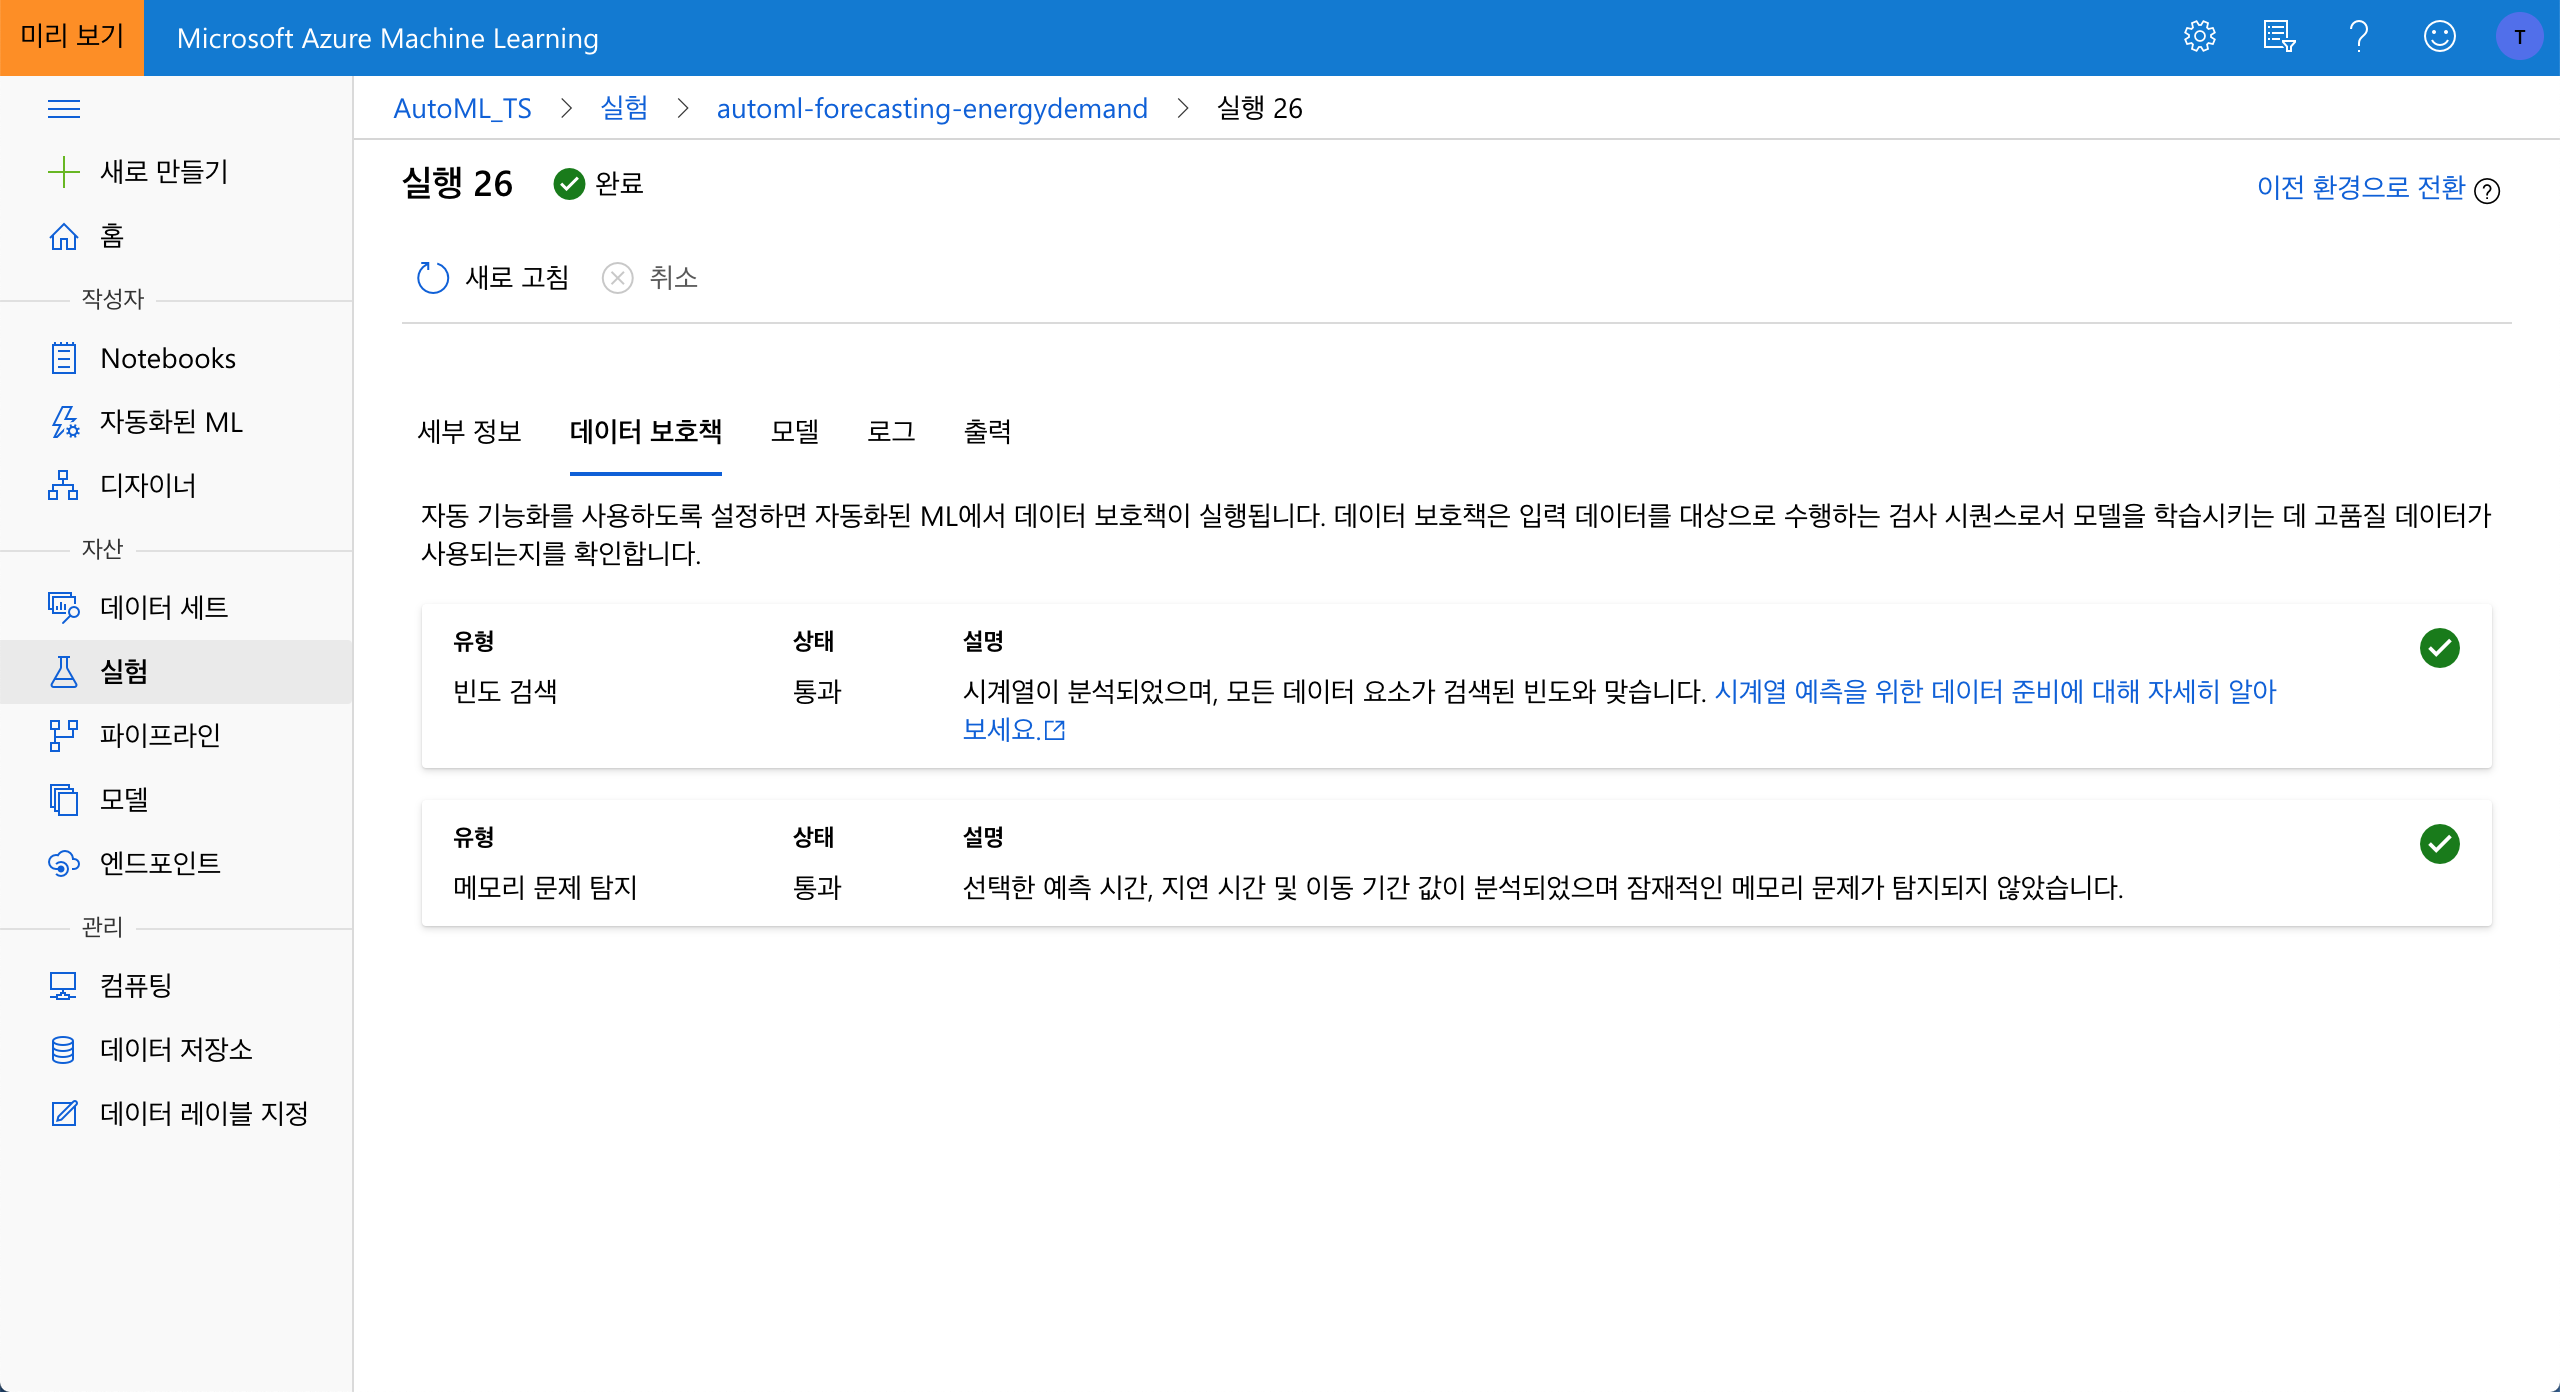 미리 보기
Microsoft Azure Machine Learning
T
새로 만들기
홈
작성자
Notebooks
자동화된 ML
디자이너
자산
데이터 세트
실험
파이프라인
모델
엔드포인트
관리
컴퓨팅
데이터 저장소
데이터 레이블 지정
AutoML_TS > 실험 > automl-forecasting-energydemand > 실행 26
실행 26 완료
이전 환경으로 전환
새로 고침 취소
세부 정보 데이터 보호책 모델 로그 출력
자동 기능화를 사용하도록 설정하면 자동화된 ML에서 데이터 보호책이 실행됩니다. 데이터 보호책은 입력 데이터를 대상으로 수행하는 검사 시퀀스로서 모델을 학습시키는 데 고품질 데이터가
사용되는지를 확인합니다.
유형 상태 설명
빈도 검색 통과 시계열이 분석되었으며, 모든 데이터 요소가 검색된 빈도와 맞습니다. 시계열 예측을 위한 데이터 준비에 대해 자세히 알아
보세요.
유형 상태 설명
메모리 문제 탐지 통과 선택한 예측 시간, 지연 시간 및 이동 기간 값이 분석되었으며 잠재적인 메모리 문제가 탐지되지 않았습니다.